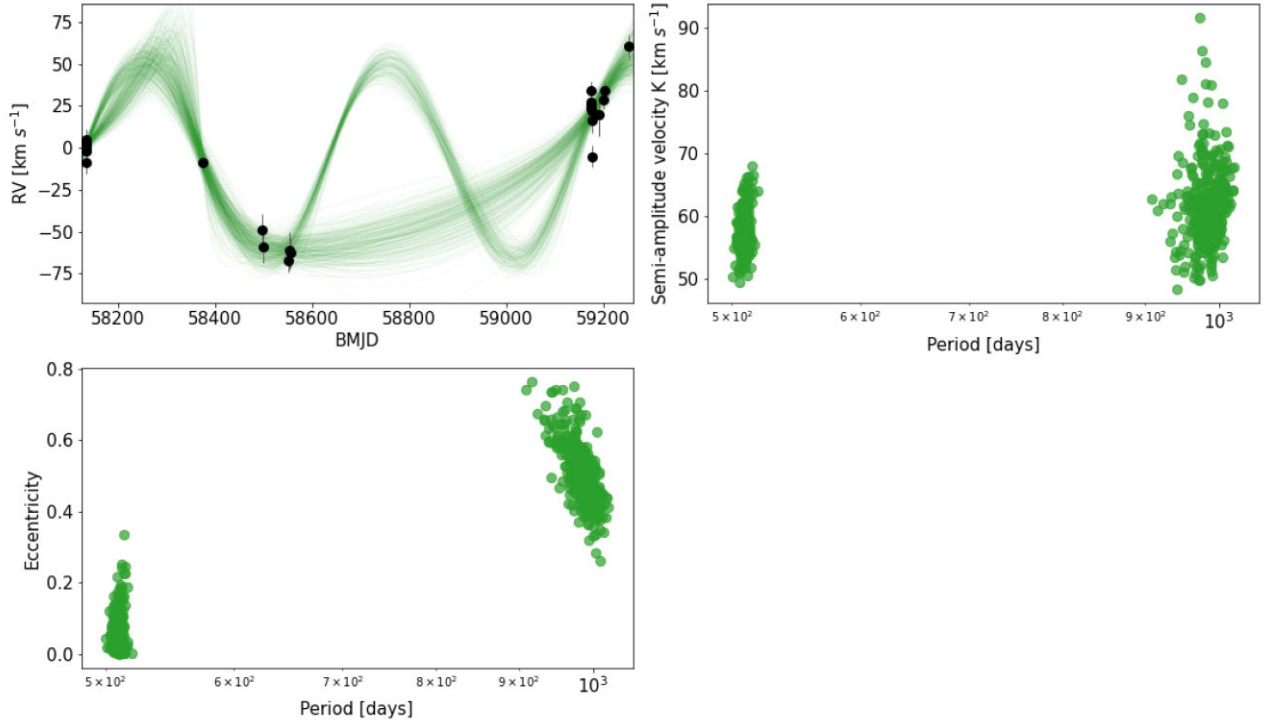 75
50
25
0
−25
−50
−75
RV [km s⁻¹]
58200 58400 58600 58800 59000 59200
BMJD
90
80
70
60
50
Semi-amplitude velocity K [km s⁻¹]
5 × 10² 6 × 10² 7 × 10² 8 × 10² 9 × 10² 10³
Period [days]
0.8
0.6
0.4
0.2
0.0
Eccentricity
5 × 10² 6 × 10² 7 × 10² 8 × 10² 9 × 10² 10³
Period [days]